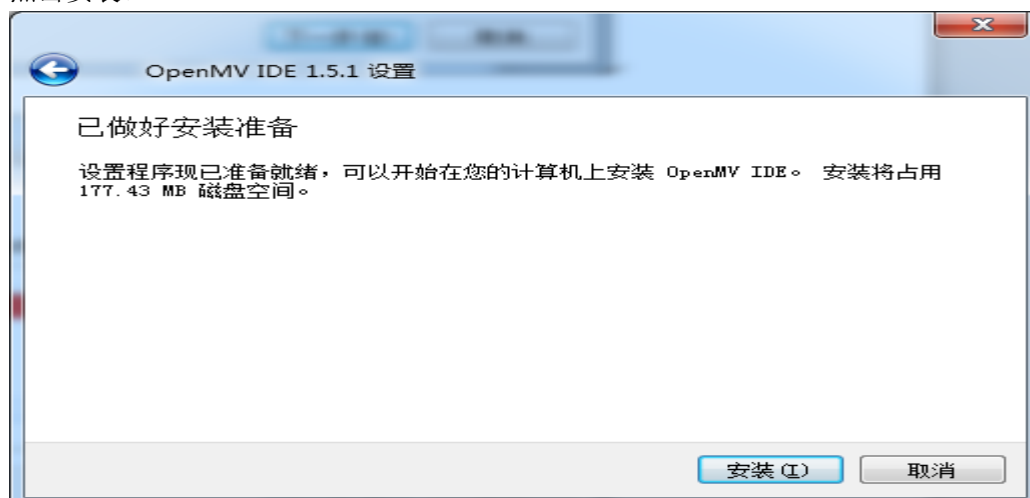 OpenMV IDE 1.5.1 设置
已做好安装准备
设置程序现已准备就绪，可以开始在您的计算机上安装 OpenMV IDE。 安装将占用
177.43 MB 磁盘空间。
安装(I)
取消